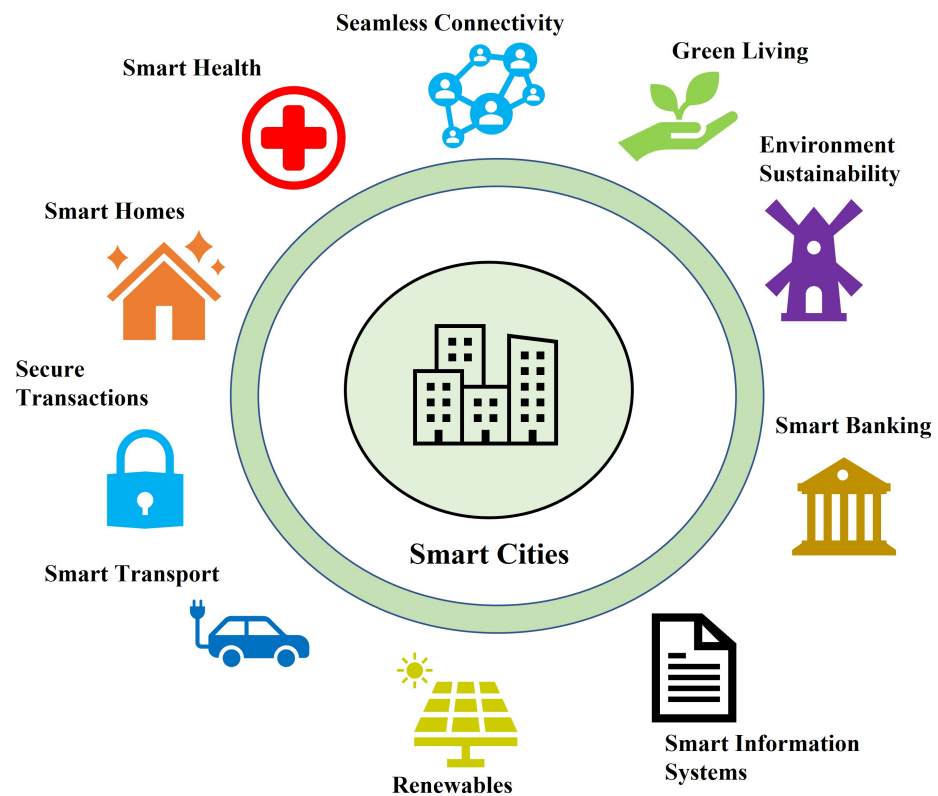 Seamless Connectivity
Green Living
Smart Health
Environment
Sustainability
Smart Homes
Secure
Transactions
Smart Banking
Smart Cities
Smart Transport
Smart Information
Systems
Renewables